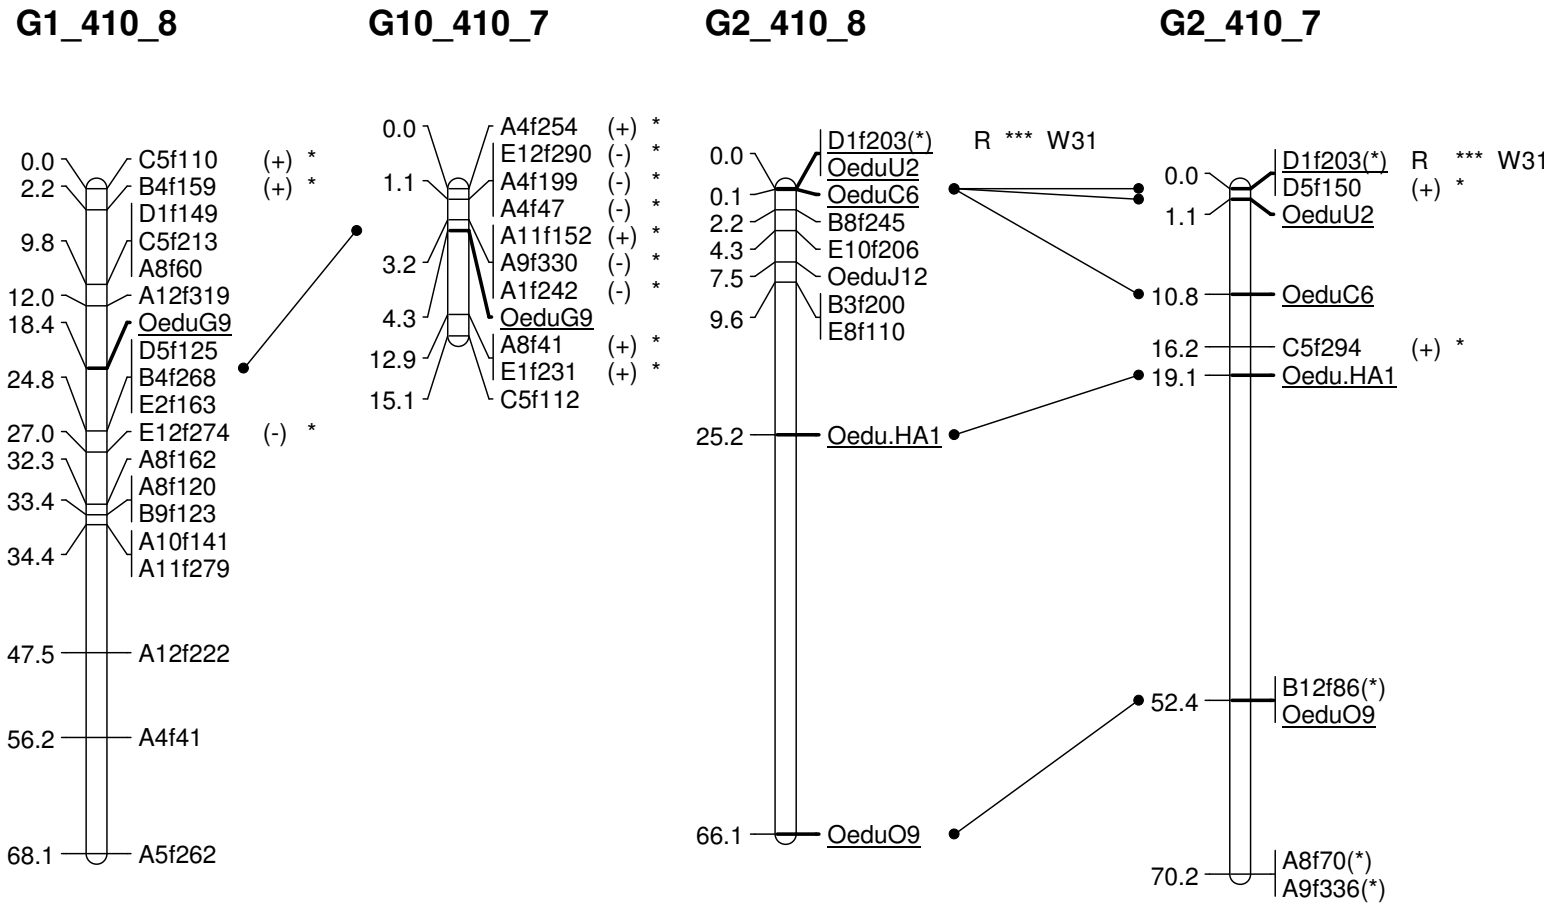 G1_410_8
0.0 C5f110 (+) *
2.2 B4f159 (+) *
D1f149
9.8 C5f213
A8f60
12.0 A12f319
18.4 OeduG9
D5f125
24.8 B4f268
E2f163
27.0 E12f274 (-) *
32.3 A8f162
A8f120
33.4 B9f123
A10f141
34.4 A11f279
47.5 A12f222
56.2 A4f41
68.1 A5f262
G10_410_7
0.0 A4f254 (+) *
E12f290 (-) *
1.1 A4f199 (-) *
A4f47 (-) *
A11f152 (+) *
3.2 A9f330 (-) *
A1f242 (-) *
4.3 OeduG9
A8f41 (+) *
12.9 E1f231 (+) *
15.1 C5f112
G2_410_8
D1f203(*) R *** W31
0.0 OeduU2
0.1 OeduC6
2.2 B8f245
4.3 E10f206
7.5 OeduJ12
B3f200
9.6 E8f110
25.2 Oedu.HA1
66.1 OeduO9
G2_410_7
D1f203(*) R *** W31
0.0 D5f150 (+) *
1.1 OeduU2
10.8 OeduC6
16.2 C5f294 (+) *
19.1 Oedu.HA1
B12f86(*)
52.4 OeduO9
A8f70(*)
70.2 A9f336(*)